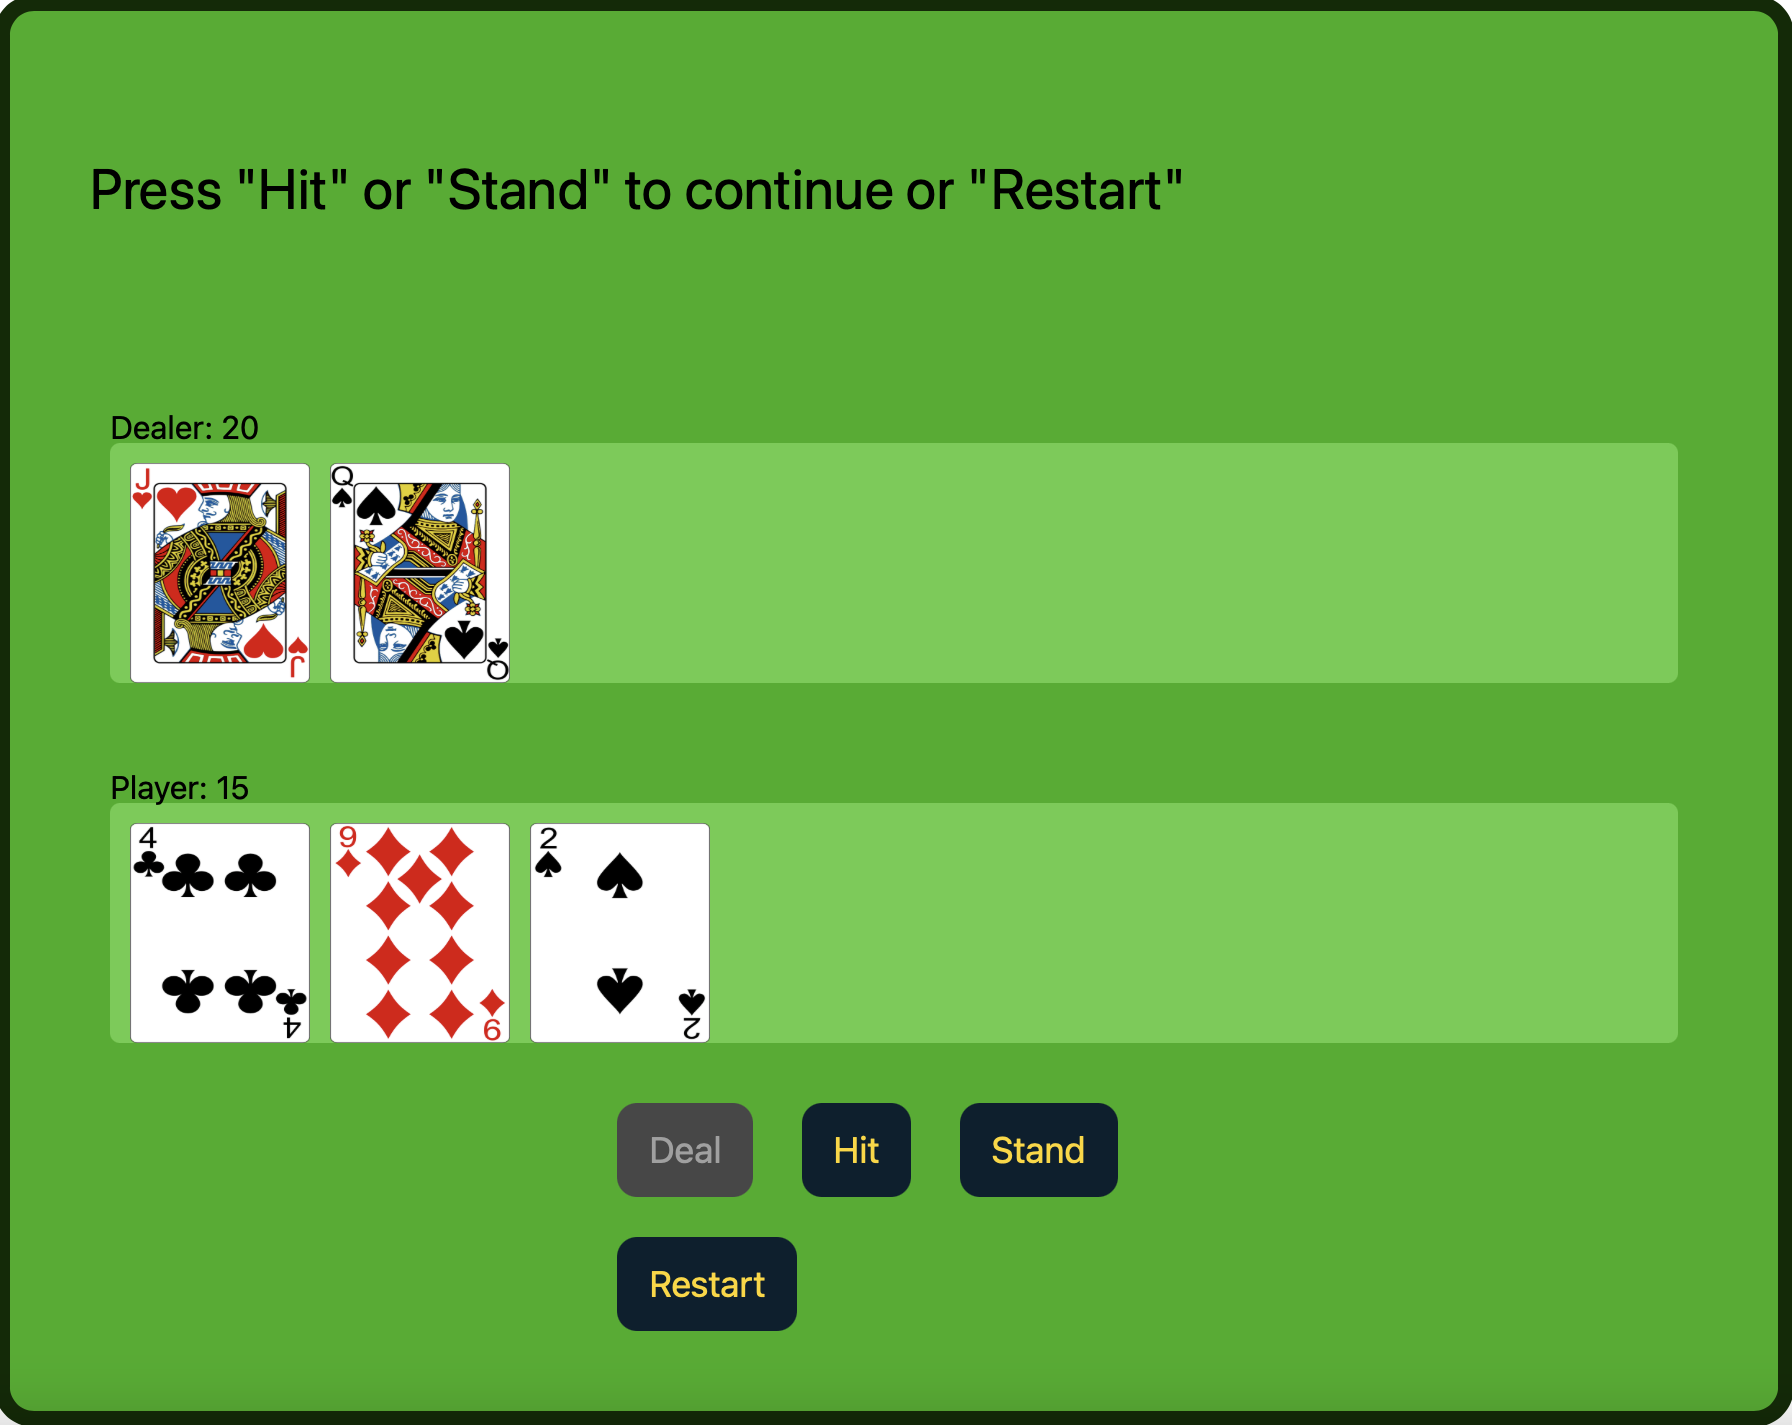 Press "Hit" or "Stand" to continue or "Restart"
Dealer: 20
J
J
Q
Q
Player: 15
4
4
9
9
2
2
Deal
Hit
Stand
Restart